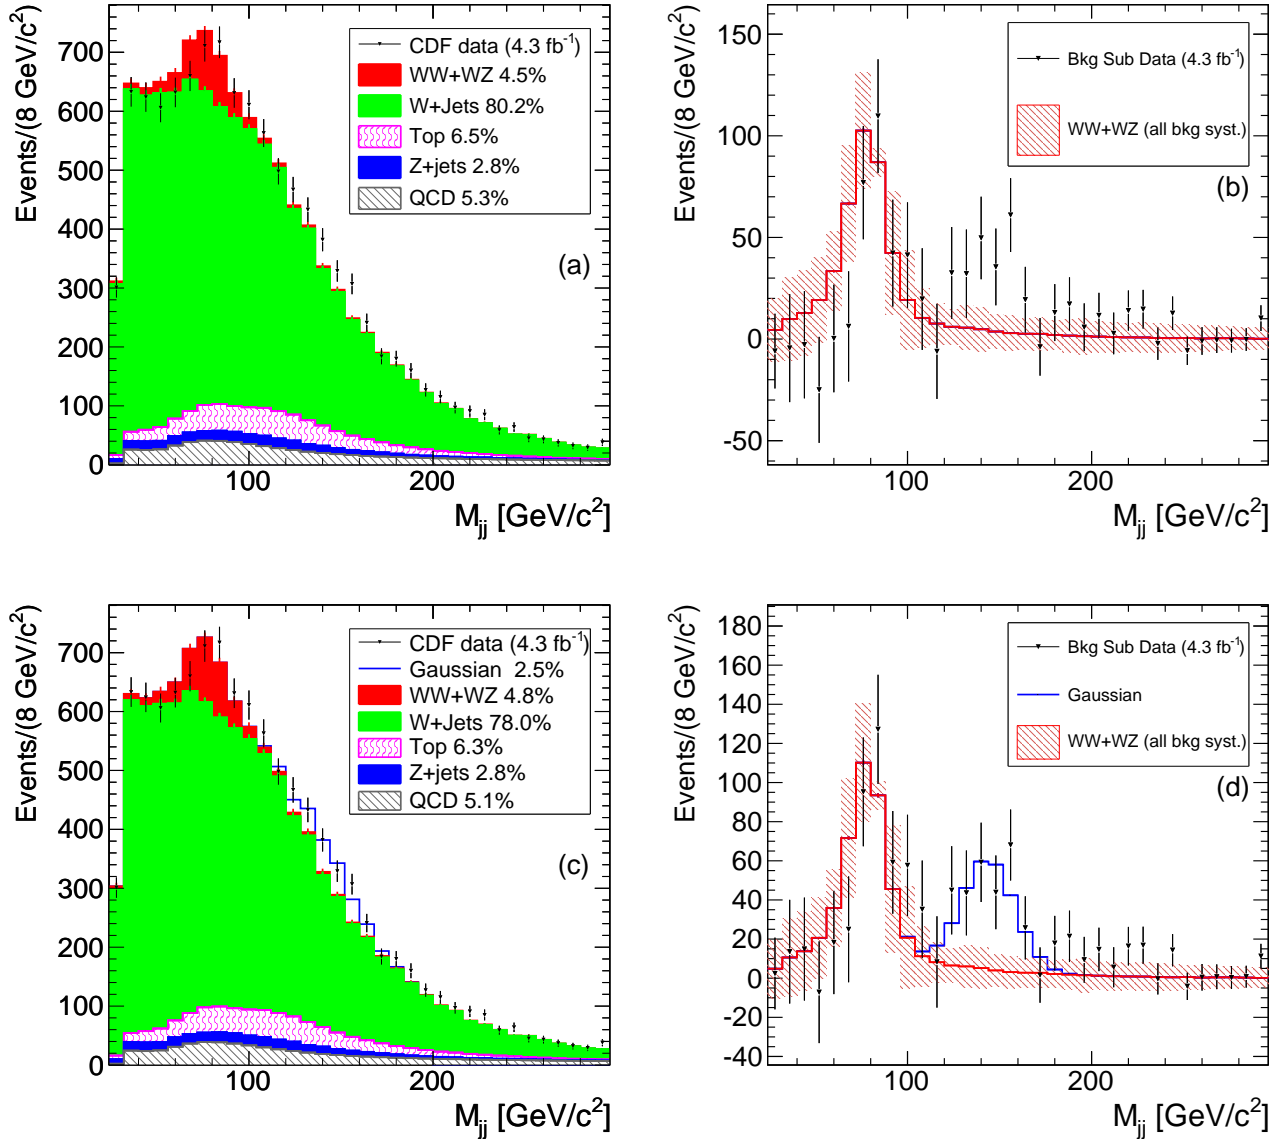 Events/(8 GeV/c²)
700
600
500
400
300
200
100
0
CDF data (4.3 fb⁻¹)
WW+WZ 4.5%
W+Jets 80.2%
Top 6.5%
Z+jets 2.8%
QCD 5.3%
(a)
100
200
M_jj [GeV/c²]
Events/(8 GeV/c²)
150
100
50
0
-50
Bkg Sub Data (4.3 fb⁻¹)
WW+WZ (all bkg syst.)
(b)
100
200
M_jj [GeV/c²]
Events/(8 GeV/c²)
700
600
500
400
300
200
100
0
CDF data (4.3 fb⁻¹)
Gaussian 2.5%
WW+WZ 4.8%
W+Jets 78.0%
Top 6.3%
Z+jets 2.8%
QCD 5.1%
(c)
100
200
M_jj [GeV/c²]
Events/(8 GeV/c²)
180
160
140
120
100
80
60
40
20
0
-20
-40
Bkg Sub Data (4.3 fb⁻¹)
Gaussian
WW+WZ (all bkg syst.)
(d)
100
200
M_jj [GeV/c²]